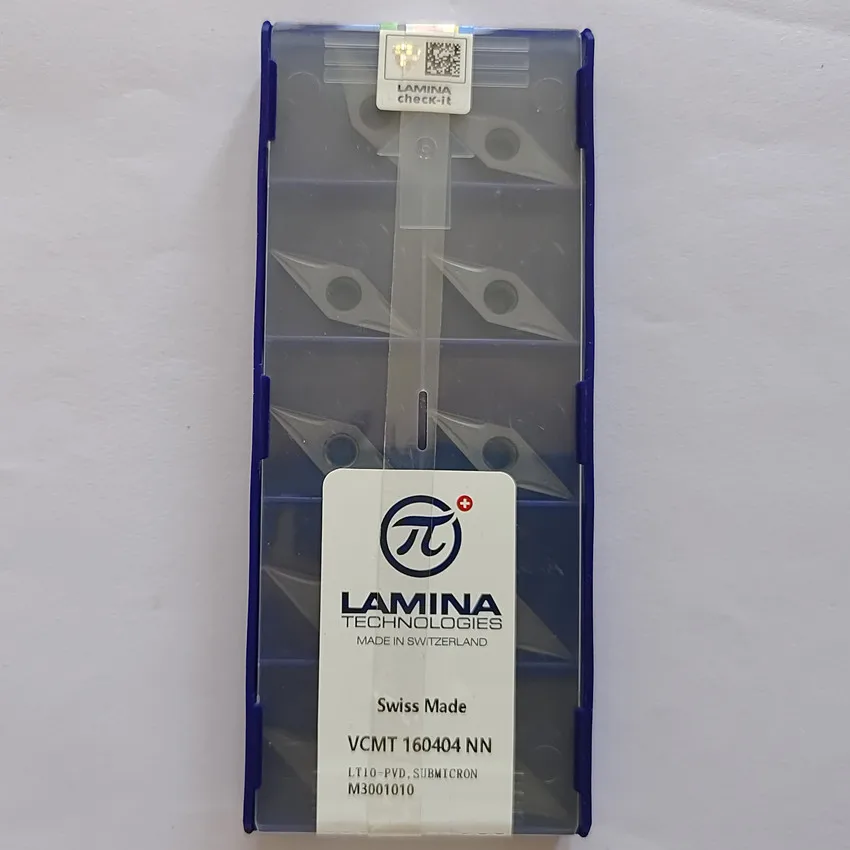 LAMINA
check-it
π
LAMINA
TECHNOLOGIES
MADE IN SWITZERLAND
Swiss Made
VCMT 160404 NN
LT10=PVD,SUBMICRON
M3001010